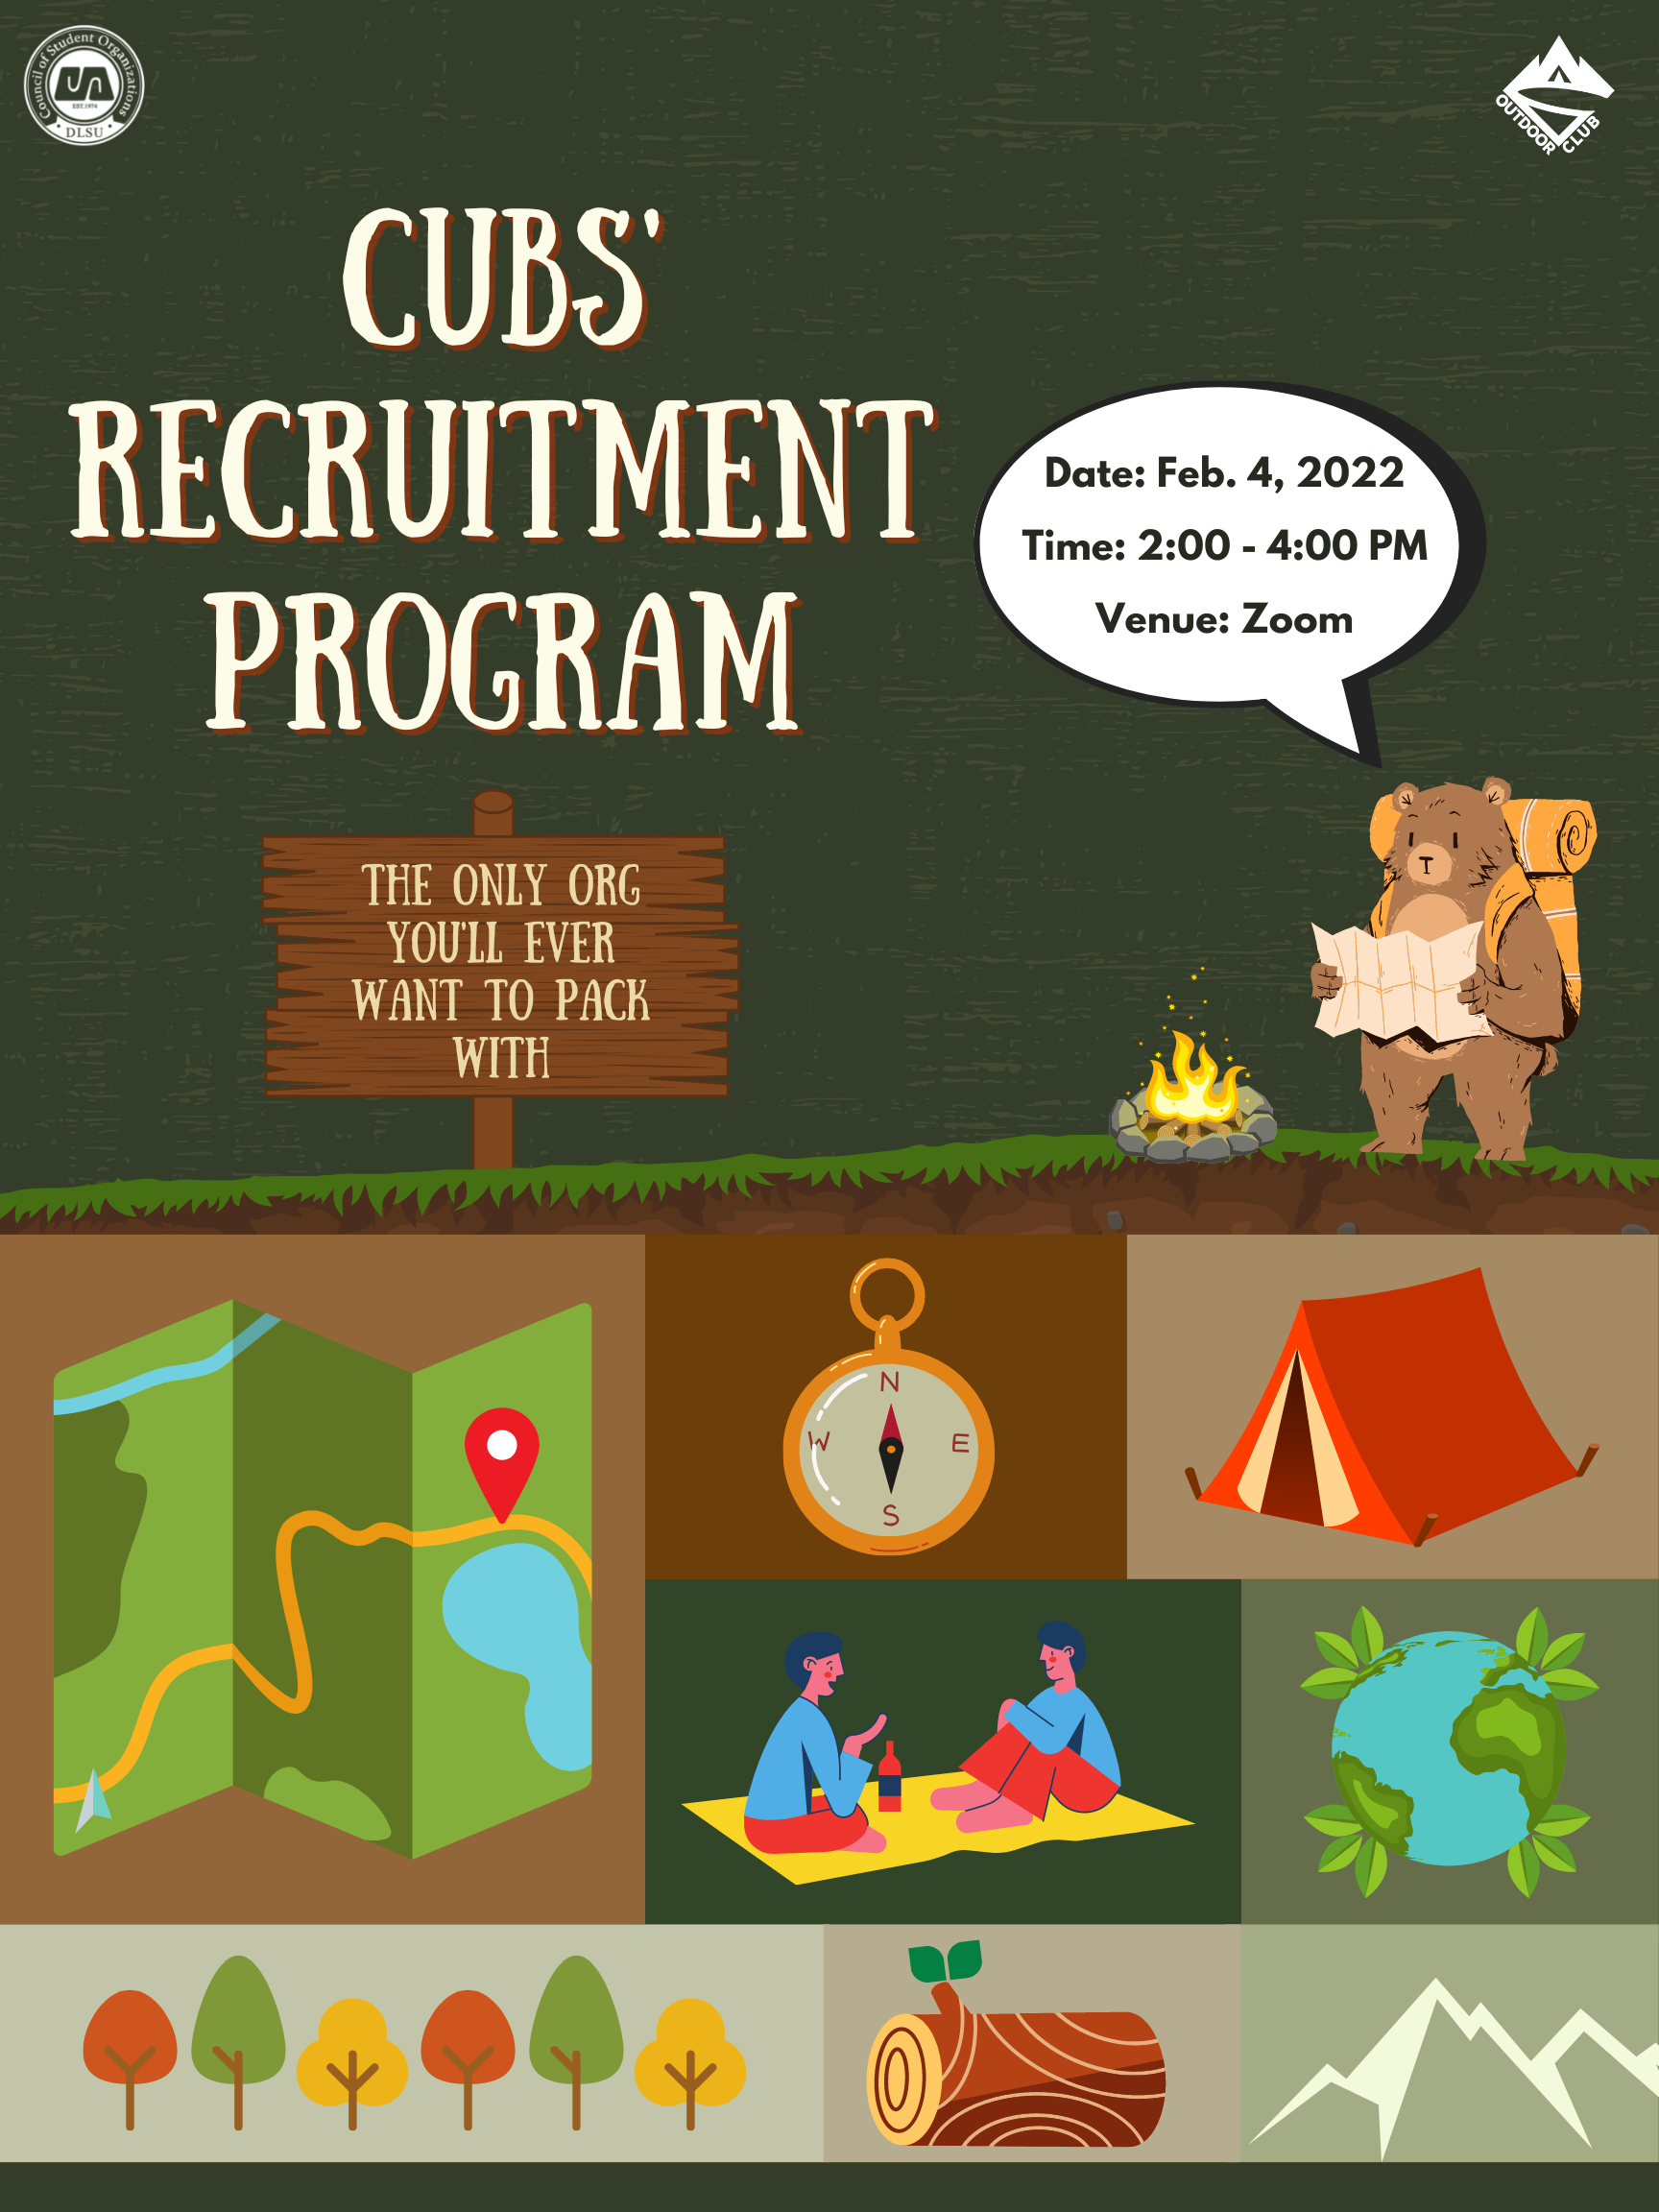 Council of Student Organizations
EST. 1974
DLSU
OUTDOOR CLUB
CUBS'
RECRUITMENT
PROGRAM
Date: Feb. 4, 2022
Time: 2:00 - 4:00 PM
Venue: Zoom
THE ONLY ORG
YOU'LL EVER
WANT TO PACK
WITH
N
W E
S